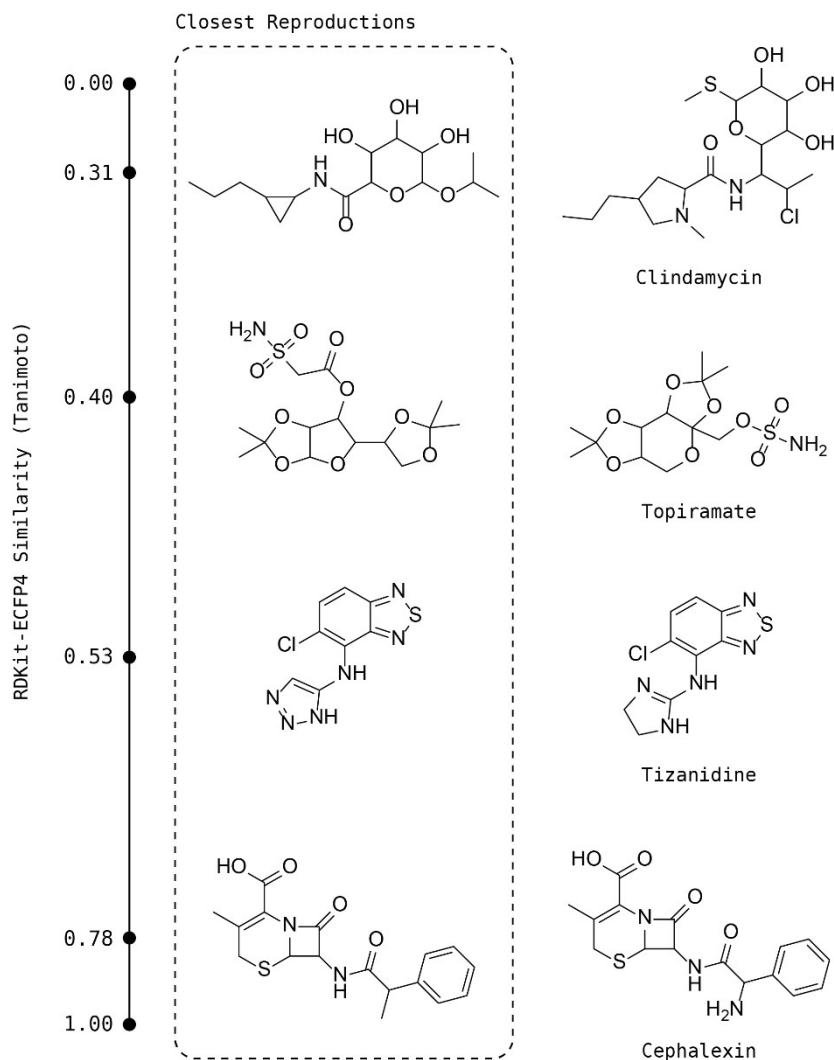 Closest Reproductions
RDKit-ECFP4 Similarity (Tanimoto)
0.00
0.31
0.40
0.53
0.78
1.00
OH
HO
OH
H
N
O
O
O
OH
S
OH
O
OH
O
N
H
N
Cl
Clindamycin
H2N
O
S
O
O
O
O
O
O
O
O
O
O
O
O
O
O
S
O
O
NH2
Topiramate
N
S
N
Cl
NH
N
N
NH
N
S
N
Cl
NH
N
NH
Tizanidine
HO
O
N
O
S
N
H
O
HO
O
N
O
S
N
H
O
H2N
Cephalexin